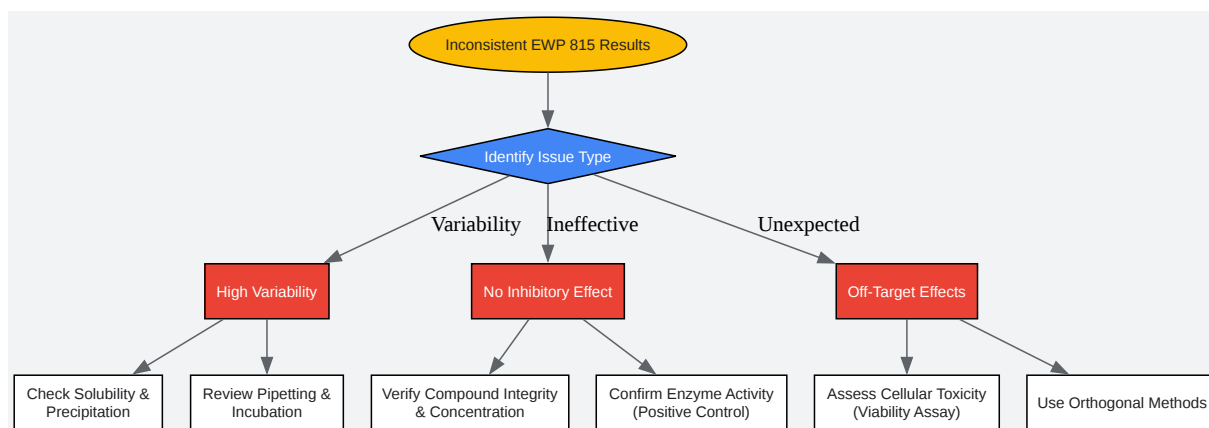 Inconsistent EWP 815 Results
Identify Issue Type
Variability
Ineffective
Unexpected
High Variability
No Inhibitory Effect
Off-Target Effects
Check Solubility &
Precipitation
Review Pipetting &
Incubation
Verify Compound Integrity
& Concentration
Confirm Enzyme Activity
(Positive Control)
Assess Cellular Toxicity
(Viability Assay)
Use Orthogonal Methods